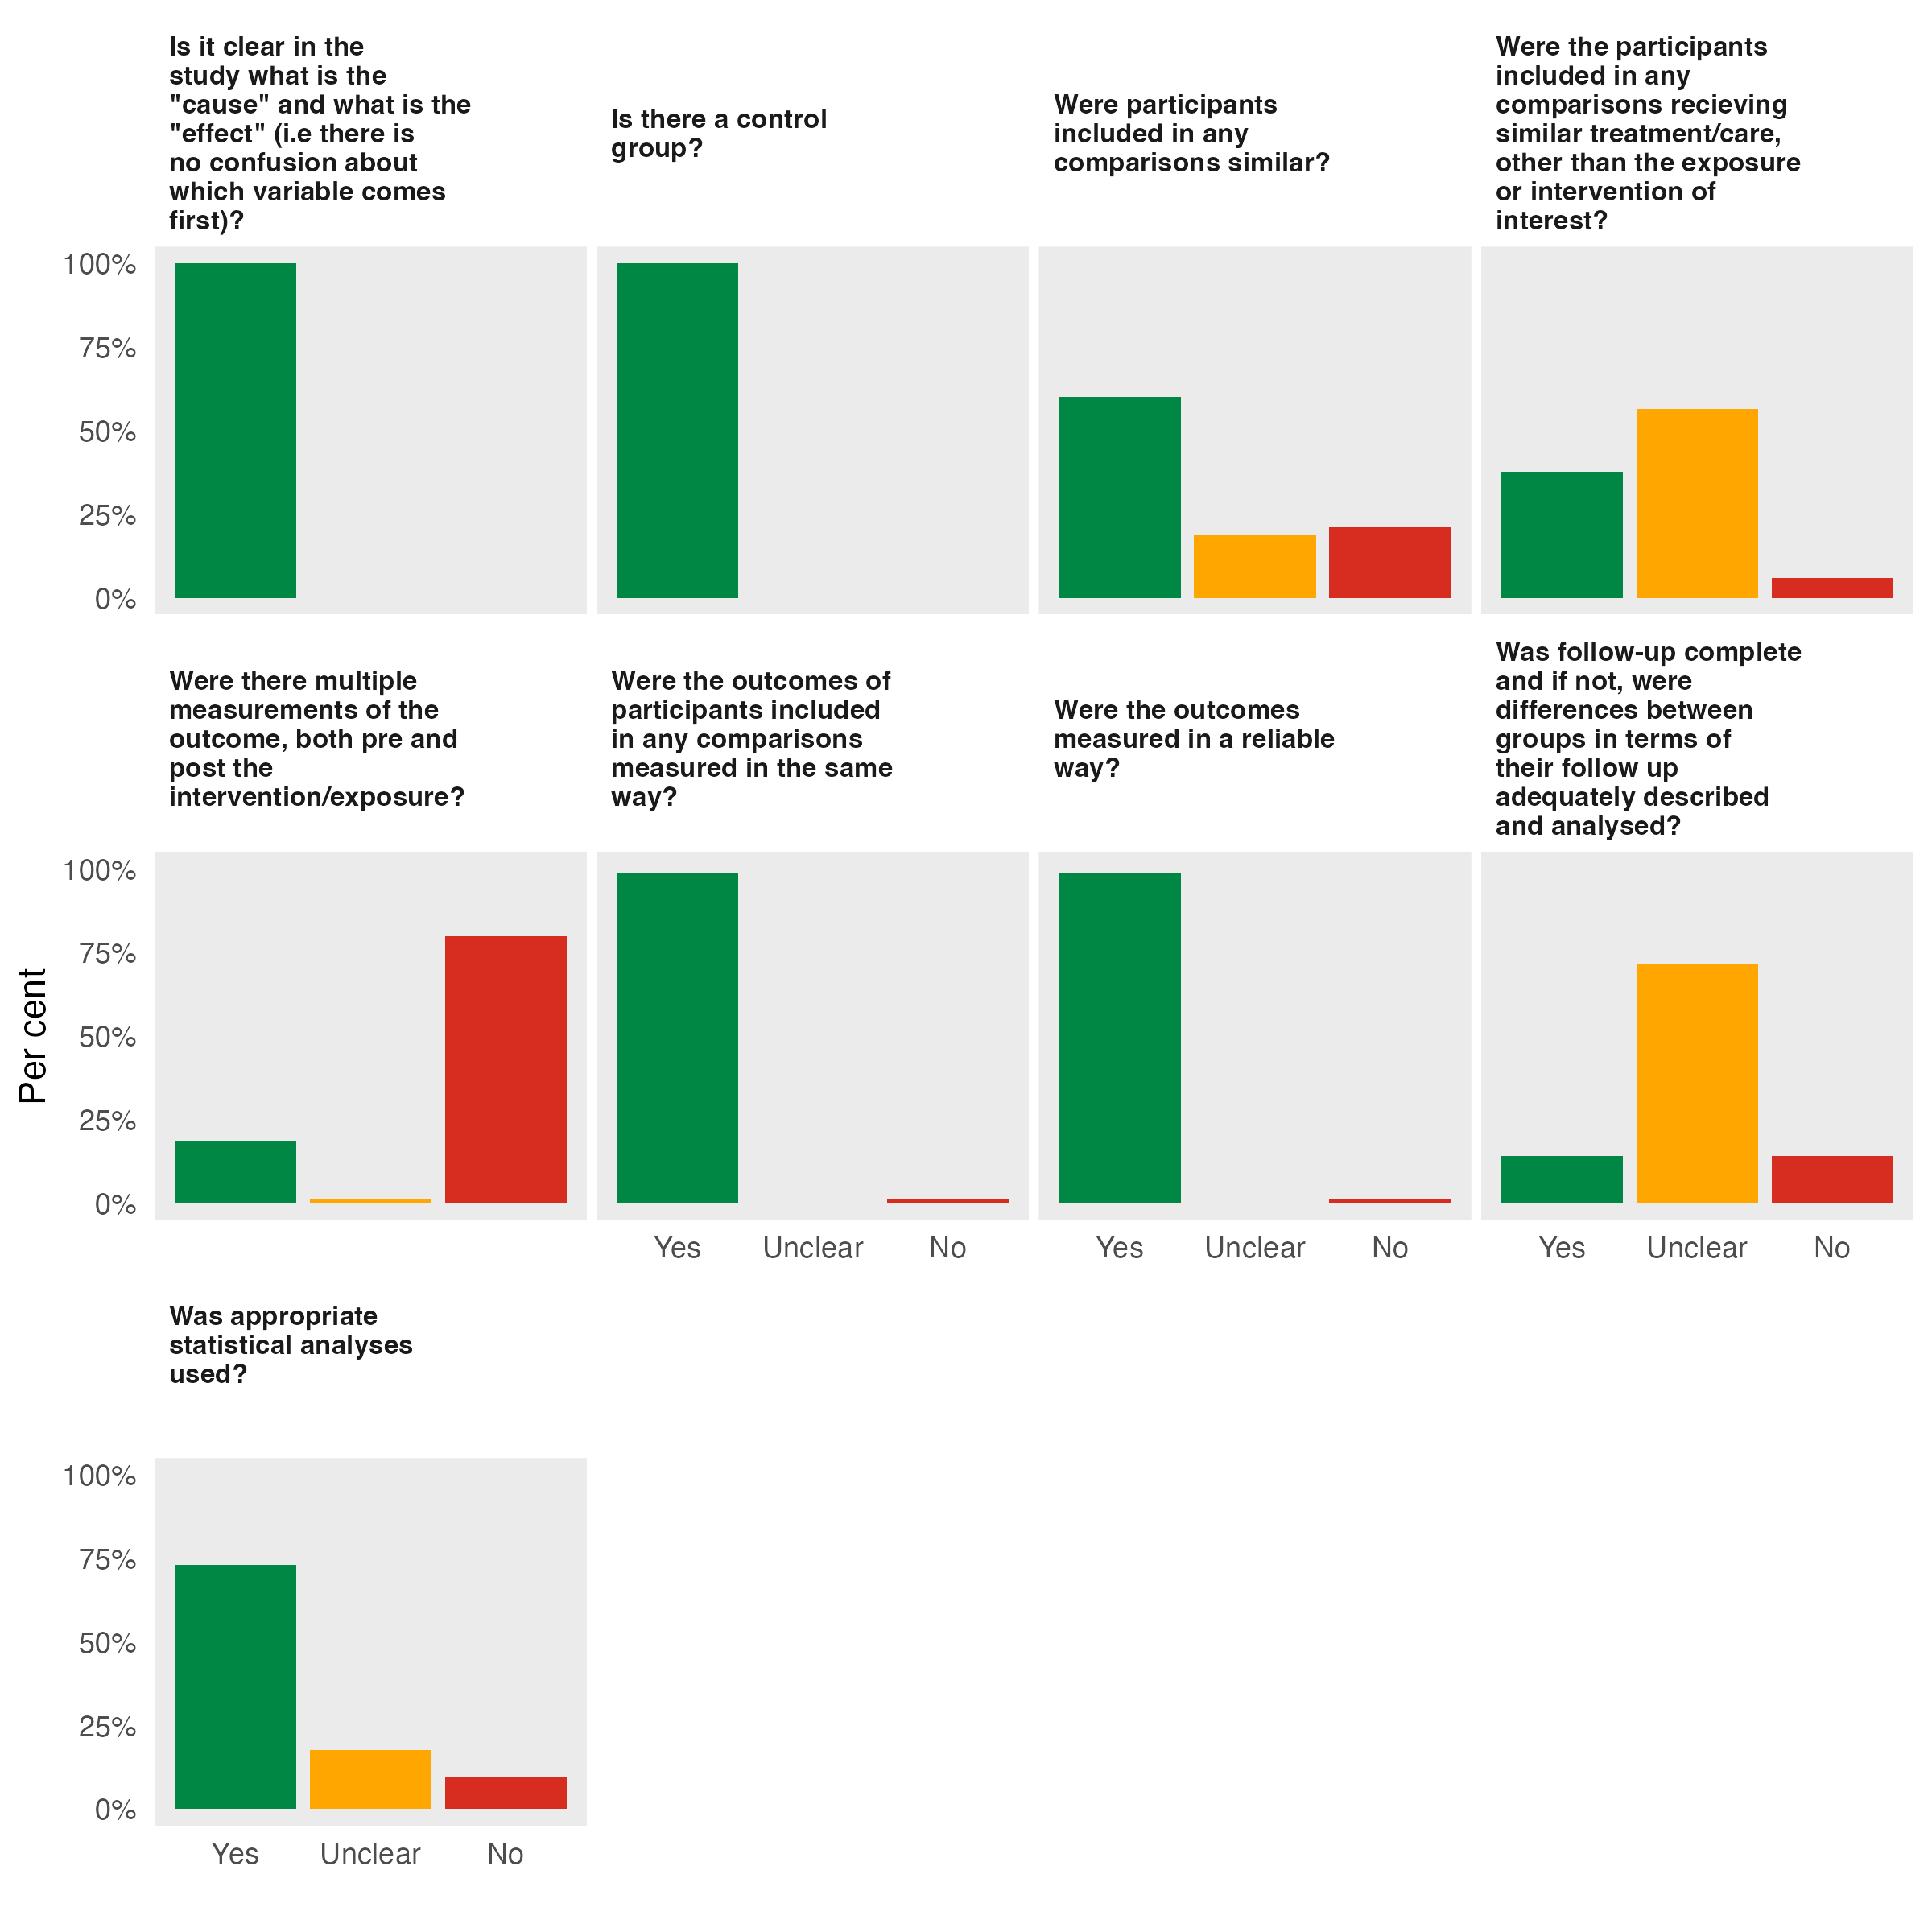 Is it clear in the
study what is the
"cause" and what is the
"effect" (i.e there is
no confusion about
which variable comes
first)?
Is there a control
group?
Were participants
included in any
comparisons similar?
Were the participants
included in any
comparisons recieving
similar treatment/care,
other than the exposure
or intervention of
interest?
100%
75%
50%
25%
0%
Were there multiple
measurements of the
outcome, both pre and
post the
intervention/exposure?
Were the outcomes of
participants included
in any comparisons
measured in the same
way?
Were the outcomes
measured in a reliable
way?
Was follow-up complete
and if not, were
differences between
groups in terms of
their follow up
adequately described
and analysed?
Per cent
100%
75%
50%
25%
0%
Yes Unclear No
Yes Unclear No
Yes Unclear No
Was appropriate
statistical analyses
used?
100%
75%
50%
25%
0%
Yes Unclear No